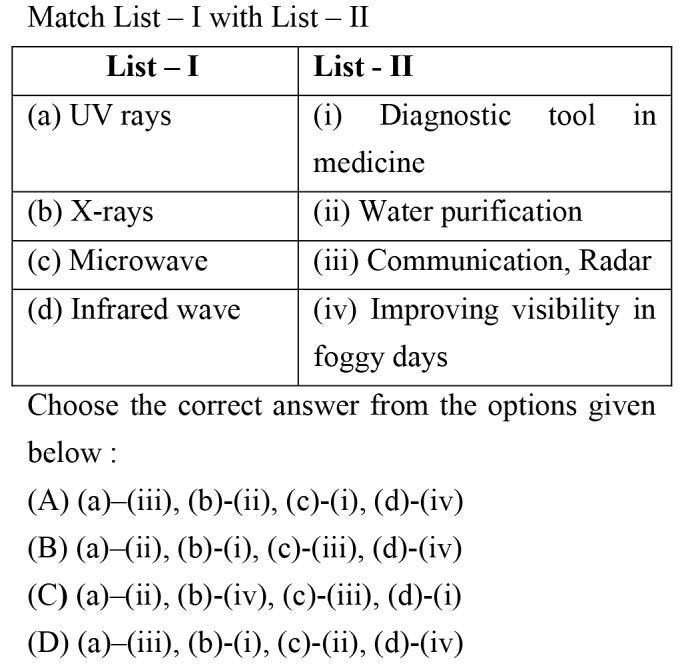 Match List – I with List – II
List – I
List - II
(a) UV rays
(i) Diagnostic tool in
medicine
(b) X-rays
(ii) Water purification
(c) Microwave
(iii) Communication, Radar
(d) Infrared wave
(iv) Improving visibility in
foggy days
Choose the correct answer from the options given
below :
(A) (a)–(iii), (b)-(ii), (c)-(i), (d)-(iv)
(B) (a)–(ii), (b)-(i), (c)-(iii), (d)-(iv)
(C) (a)–(ii), (b)-(iv), (c)-(iii), (d)-(i)
(D) (a)–(iii), (b)-(i), (c)-(ii), (d)-(iv)